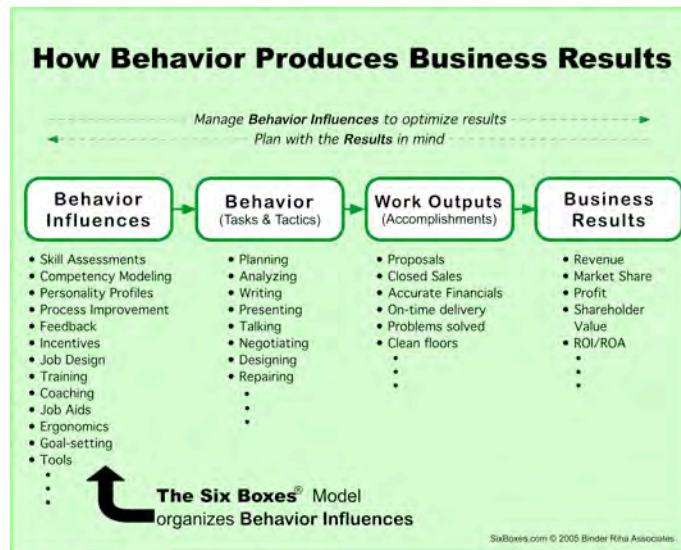 How Behavior Produces Business Results
Manage Behavior Influences to optimize results
Plan with the Results in mind
Behavior
Influences
• Skill Assessments
• Competency Modeling
• Personality Profiles
• Process Improvement
• Feedback
• Incentives
• Job Design
• Training
• Coaching
• Job Aids
• Ergonomics
• Goal-setting
• Tools
•
•
•
Behavior
(Tasks & Tactics)
• Planning
• Analyzing
• Writing
• Presenting
• Talking
• Negotiating
• Designing
• Repairing
•
•
•
Work Outputs
(Accomplishments)
• Proposals
• Closed Sales
• Accurate Financials
• On-time delivery
• Problems solved
• Clean floors
•
•
•
Business
Results
• Revenue
• Market Share
• Profit
• Shareholder
Value
• ROI/ROA
•
•
•
The Six Boxes® Model
organizes Behavior Influences
SixBoxes.com © 2005 Binder Riha Associates